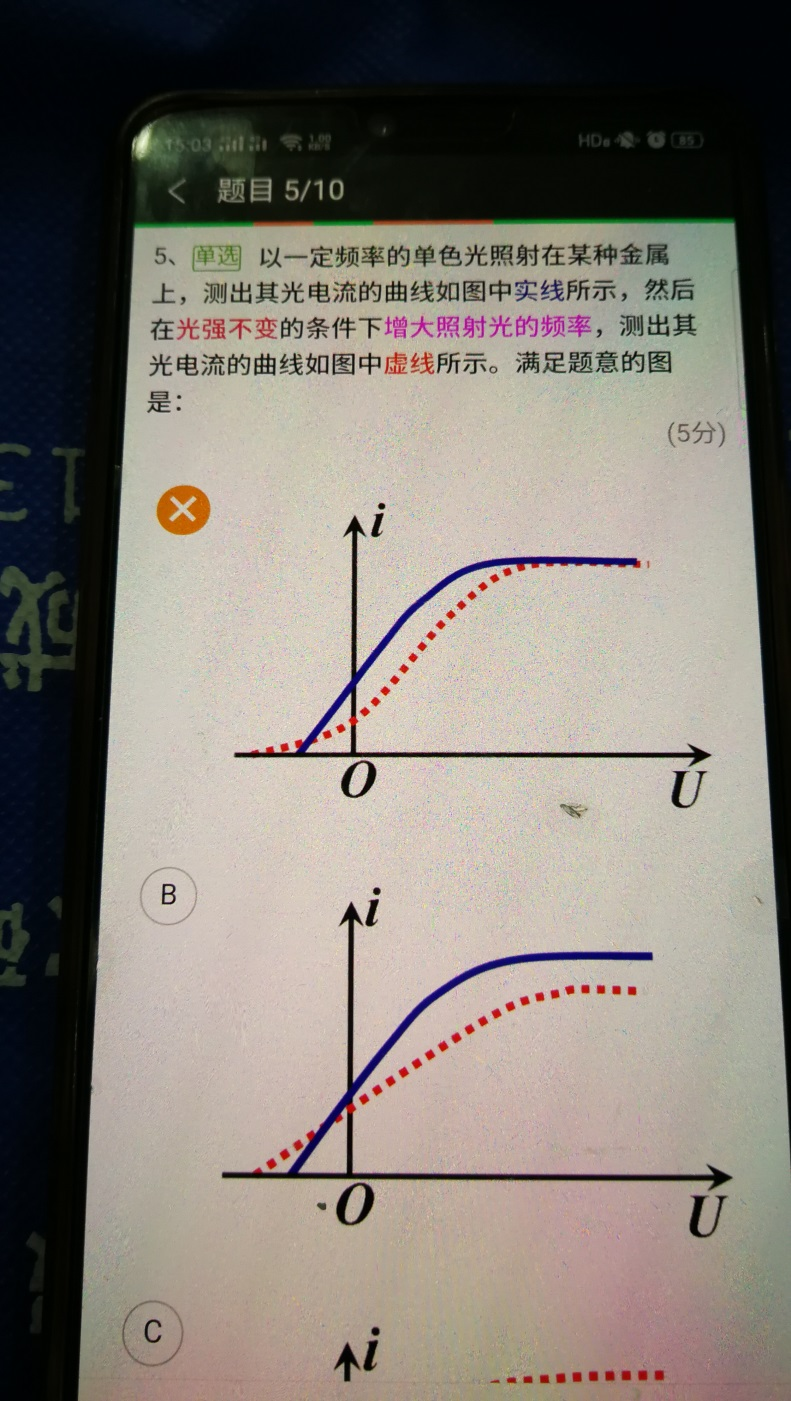 15:03
1.00
KB/s
HD
85
题目 5/10
5、 单选 以一定频率的单色光照射在某种金属
上，测出其光电流的曲线如图中实线所示，然后
在光强不变的条件下增大照射光的频率，测出其
光电流的曲线如图中虚线所示。满足题意的图
是：
(5分)
i
O
U
B
i
O
U
C
i
成